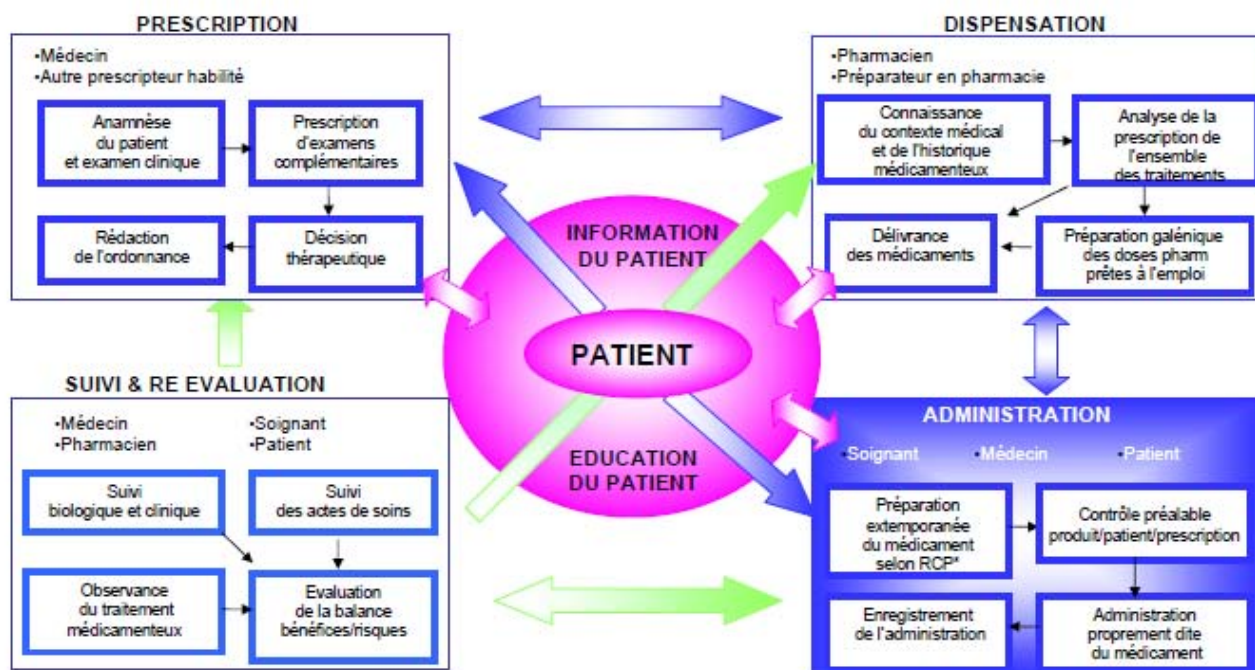 PRESCRIPTION
•Médecin
•Autre prescripteur habilité
Anamnèse
du patient
et examen clinique
Prescription
d'examens
complémentaires
Rédaction
de l'ordonnance
Décision
thérapeutique
DISPENSATION
•Pharmacien
•Préparateur en pharmacie
Connaissance
du contexte médical
et de l'historique
médicamenteux
Analyse de la
prescription de
l'ensemble
des traitements
Délivrance
des médicaments
Préparation galénique
des doses pharm
prêtes à l'emploi
INFORMATION
DU PATIENT
PATIENT
EDUCATION
DU PATIENT
SUIVI & RE EVALUATION
•Médecin
•Pharmacien
•Soignant
•Patient
Suivi
biologique et clinique
Suivi
des actes de soins
Observance
du traitement
médicamenteux
Evaluation
de la balance
bénéfices/risques
ADMINISTRATION
•Soignant
•Médecin
•Patient
Préparation
extemporanée
du médicament
selon RCP*
Contrôle préalable
produit/patient/prescription
Enregistrement
de l'administration
Administration
proprement dite
du médicament